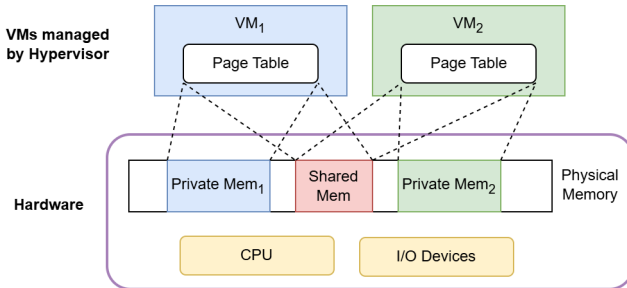 VMs managed
by Hypervisor
VM1
Page Table
VM2
Page Table
Hardware
Private Mem1
Shared
Mem
Private Mem2
Physical
Memory
CPU
I/O Devices